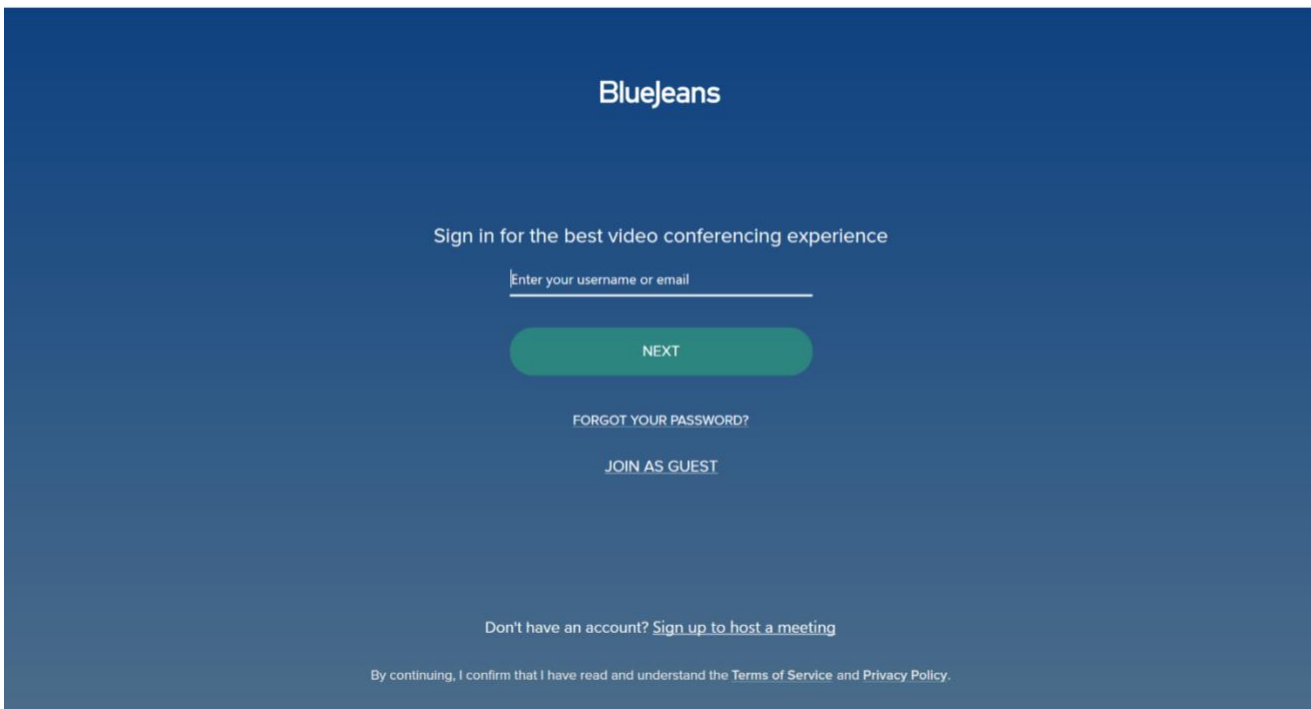 BlueJeans
Sign in for the best video conferencing experience
Enter your username or email
NEXT
FORGOT YOUR PASSWORD?
JOIN AS GUEST
Don't have an account? Sign up to host a meeting
By continuing, I confirm that I have read and understand the Terms of Service and Privacy Policy.